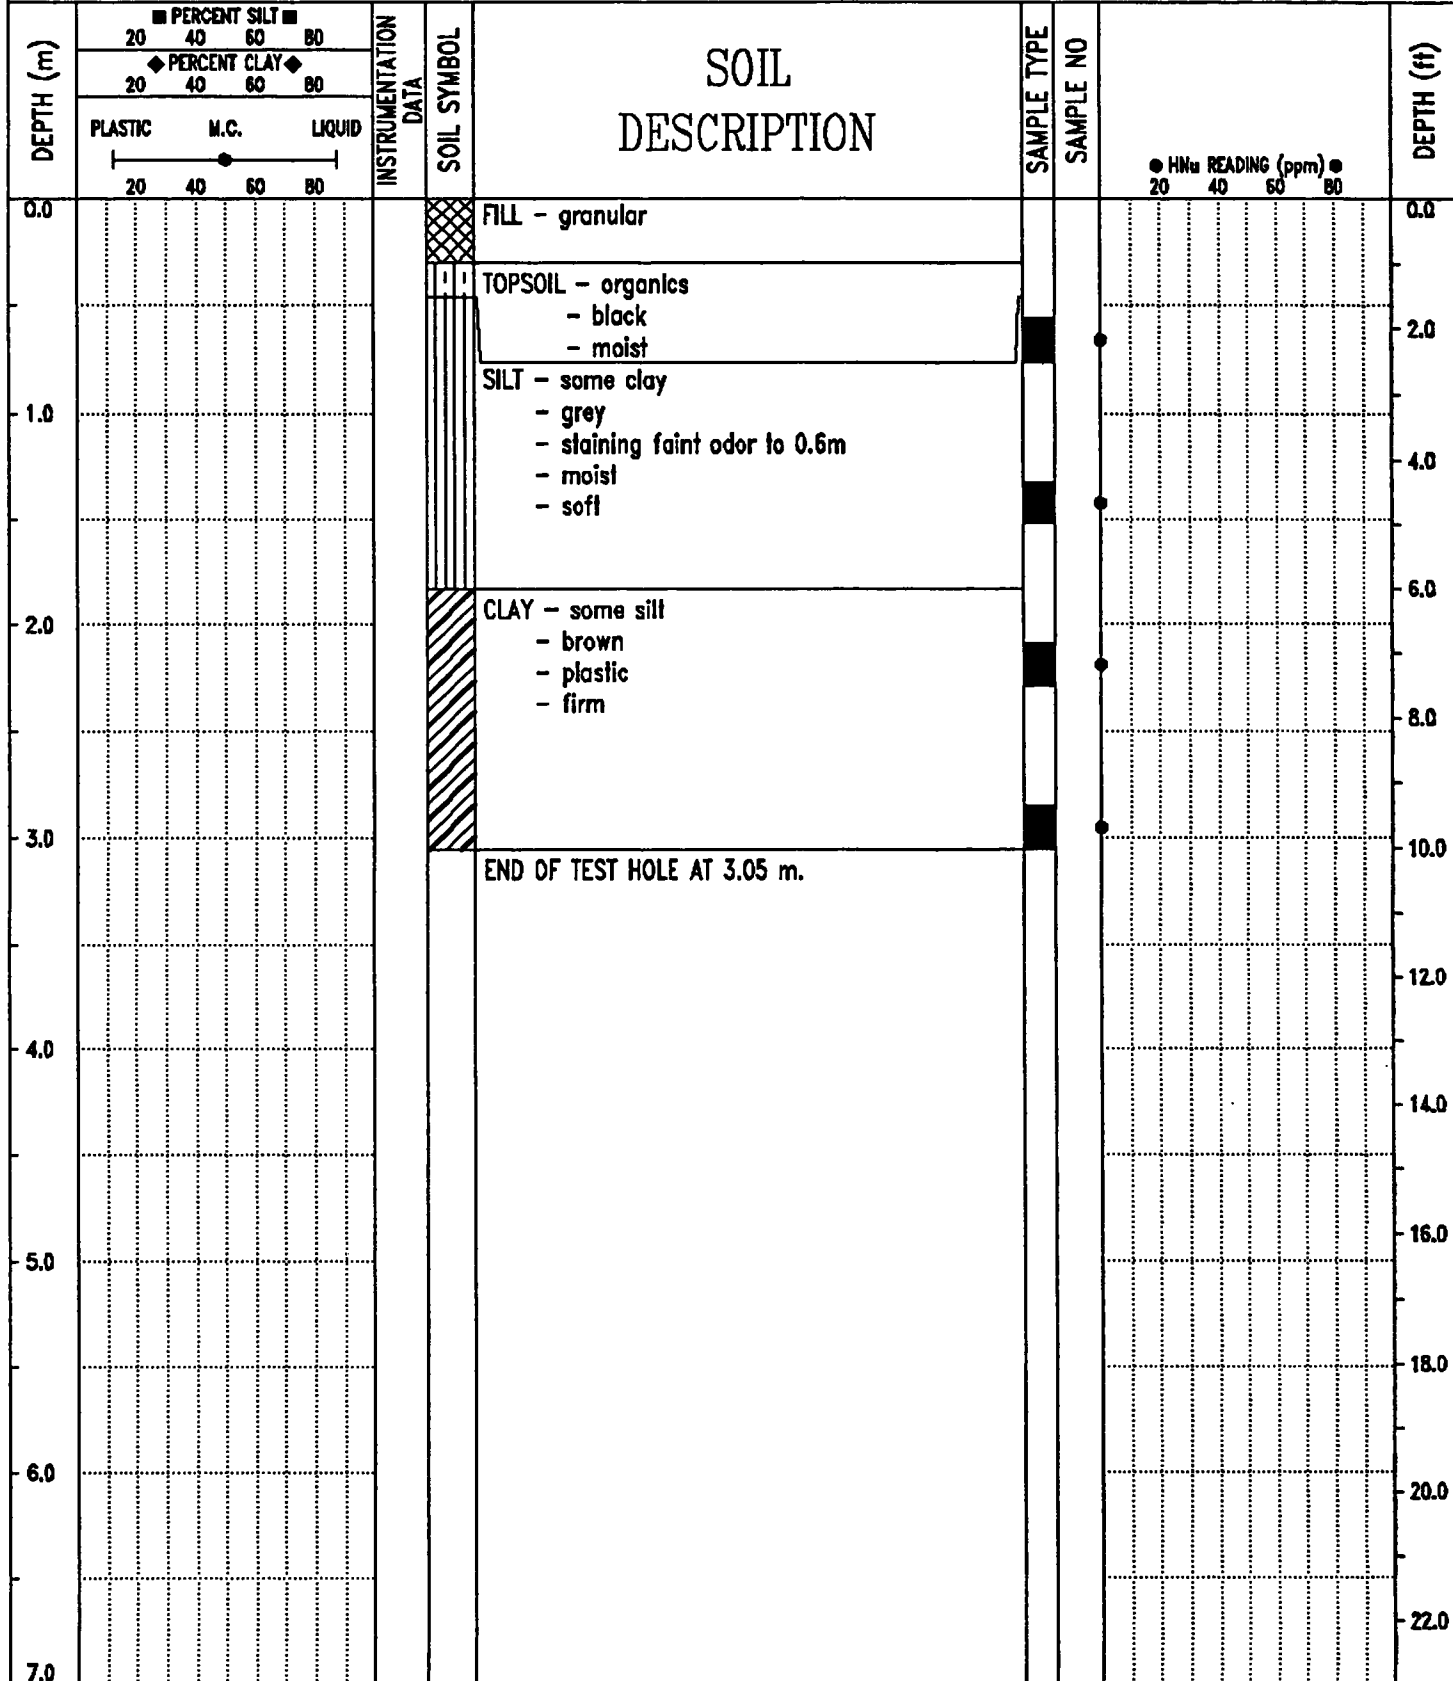 DEPTH (m)
■ PERCENT SILT ■
20 40 60 80
◆ PERCENT CLAY ◆
20 40 60 80
PLASTIC M.C. LIQUID
20 40 60 80
INSTRUMENTATION
DATA
SOIL SYMBOL
SOIL
DESCRIPTION
SAMPLE TYPE
SAMPLE NO
● HNu READING (ppm) ●
20 40 60 80
DEPTH (ft)
0.0
1.0
2.0
3.0
4.0
5.0
6.0
7.0
FILL - granular
TOPSOIL - organics
- black
- moist
SILT - some clay
- grey
- staining faint odor to 0.6m
- moist
- soft
CLAY - some silt
- brown
- plastic
- firm
END OF TEST HOLE AT 3.05 m.
0.0
2.0
4.0
6.0
8.0
10.0
12.0
14.0
16.0
18.0
20.0
22.0